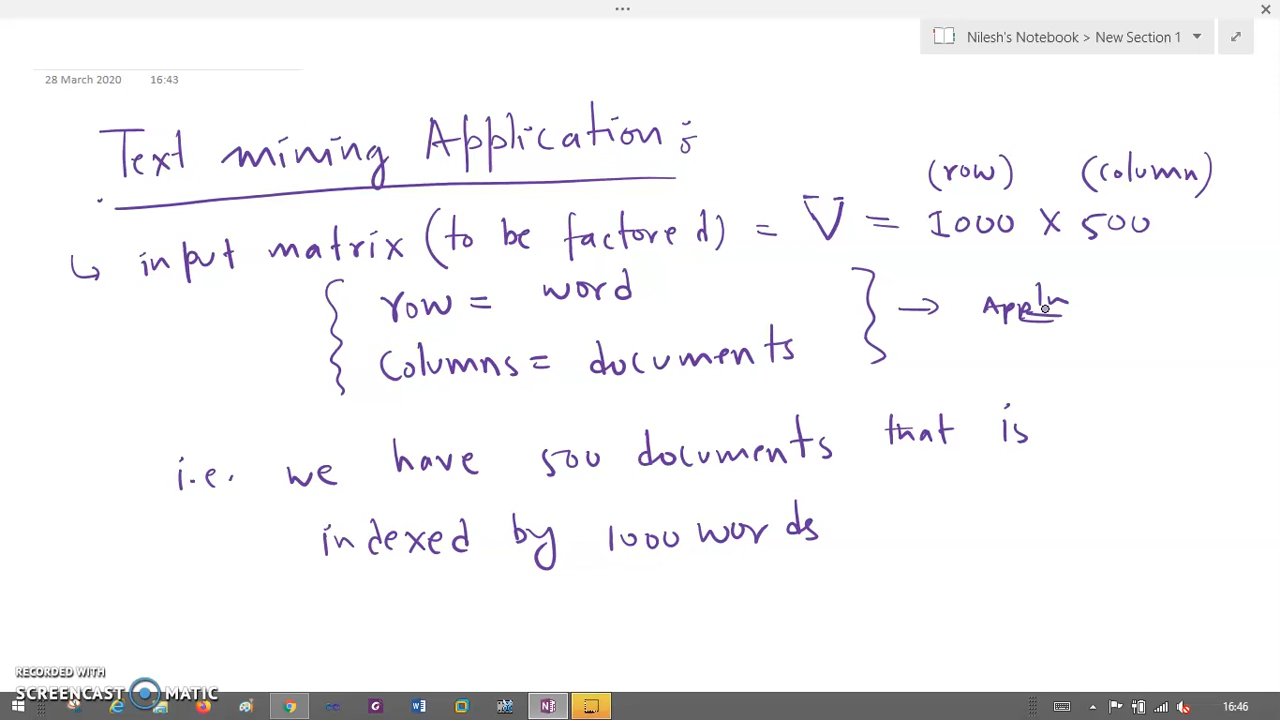 Nilesh's Notebook > New Section 1
28 March 2020 16:43
Text mining Application:
(row) (column)
input matrix (to be factored) = V = 1000 X 500
row = word
Columns = documents → Appln
i.e. we have 500 documents that is
indexed by 1000 words
RECORDED WITH
SCREENCAST MATIC
16:46